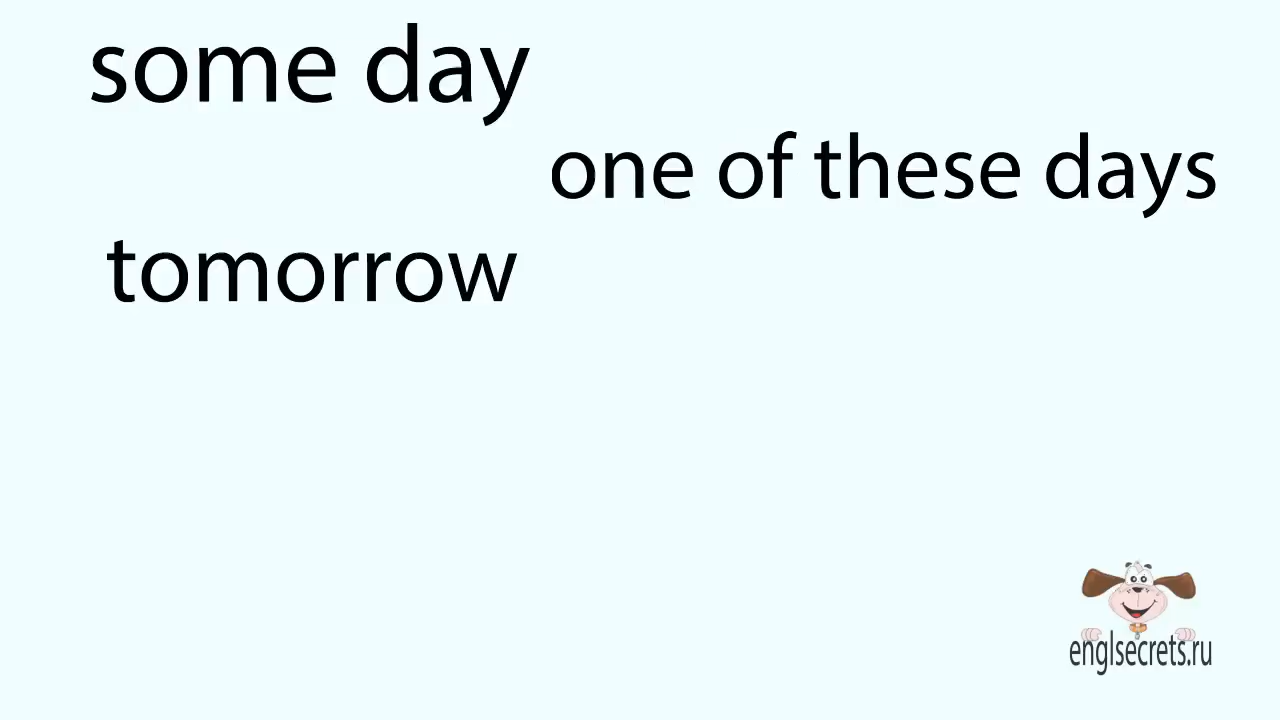 some day
one of these days
tomorrow
englsecrets.ru